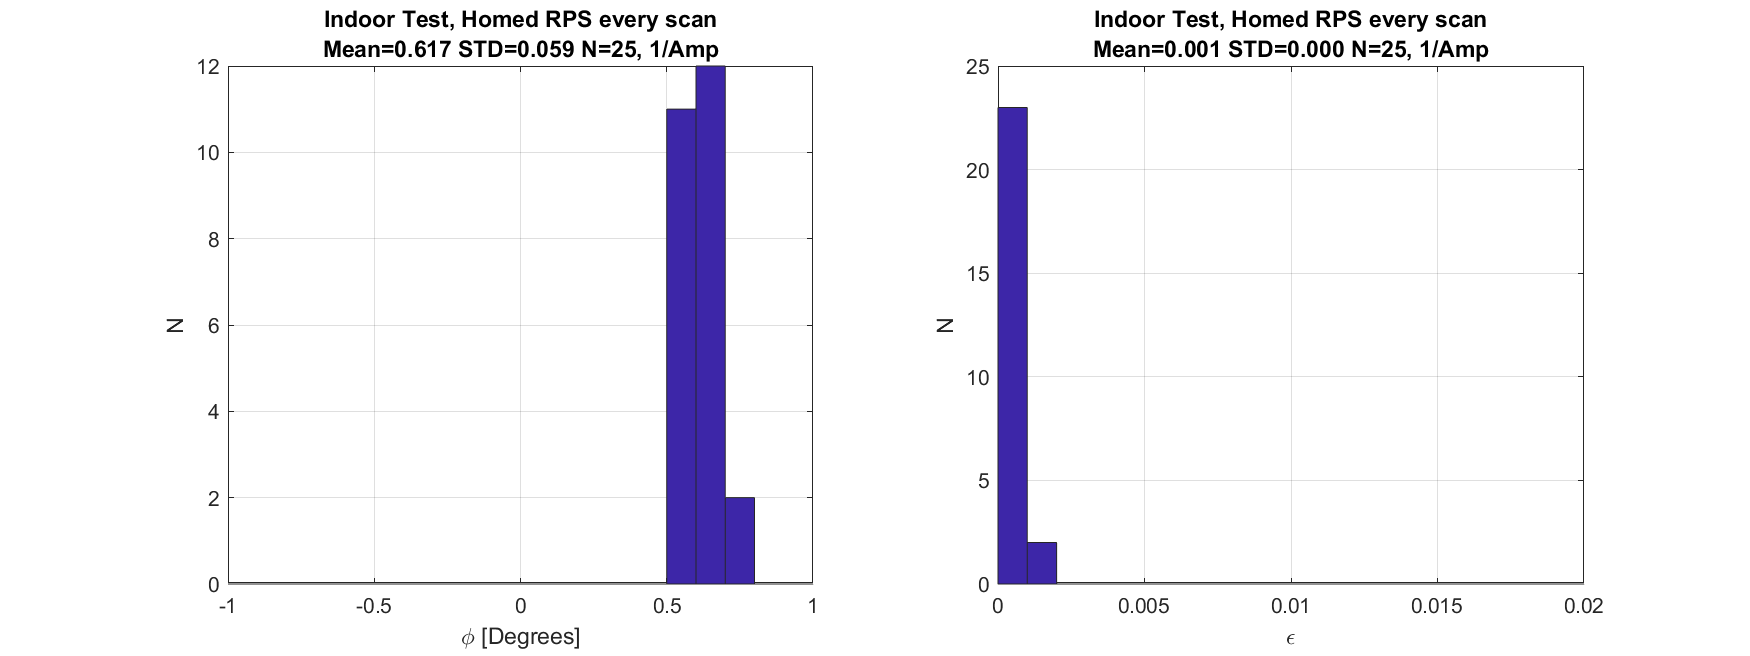 Indoor Test, Homed RPS every scan
Mean=0.617 STD=0.059 N=25, 1/Amp
12
10
8
6
4
2
0
N
-1
-0.5
0
0.5
1
ϕ [Degrees]
Indoor Test, Homed RPS every scan
Mean=0.001 STD=0.000 N=25, 1/Amp
25
20
15
10
5
0
N
0
0.005
0.01
0.015
0.02
ϵ